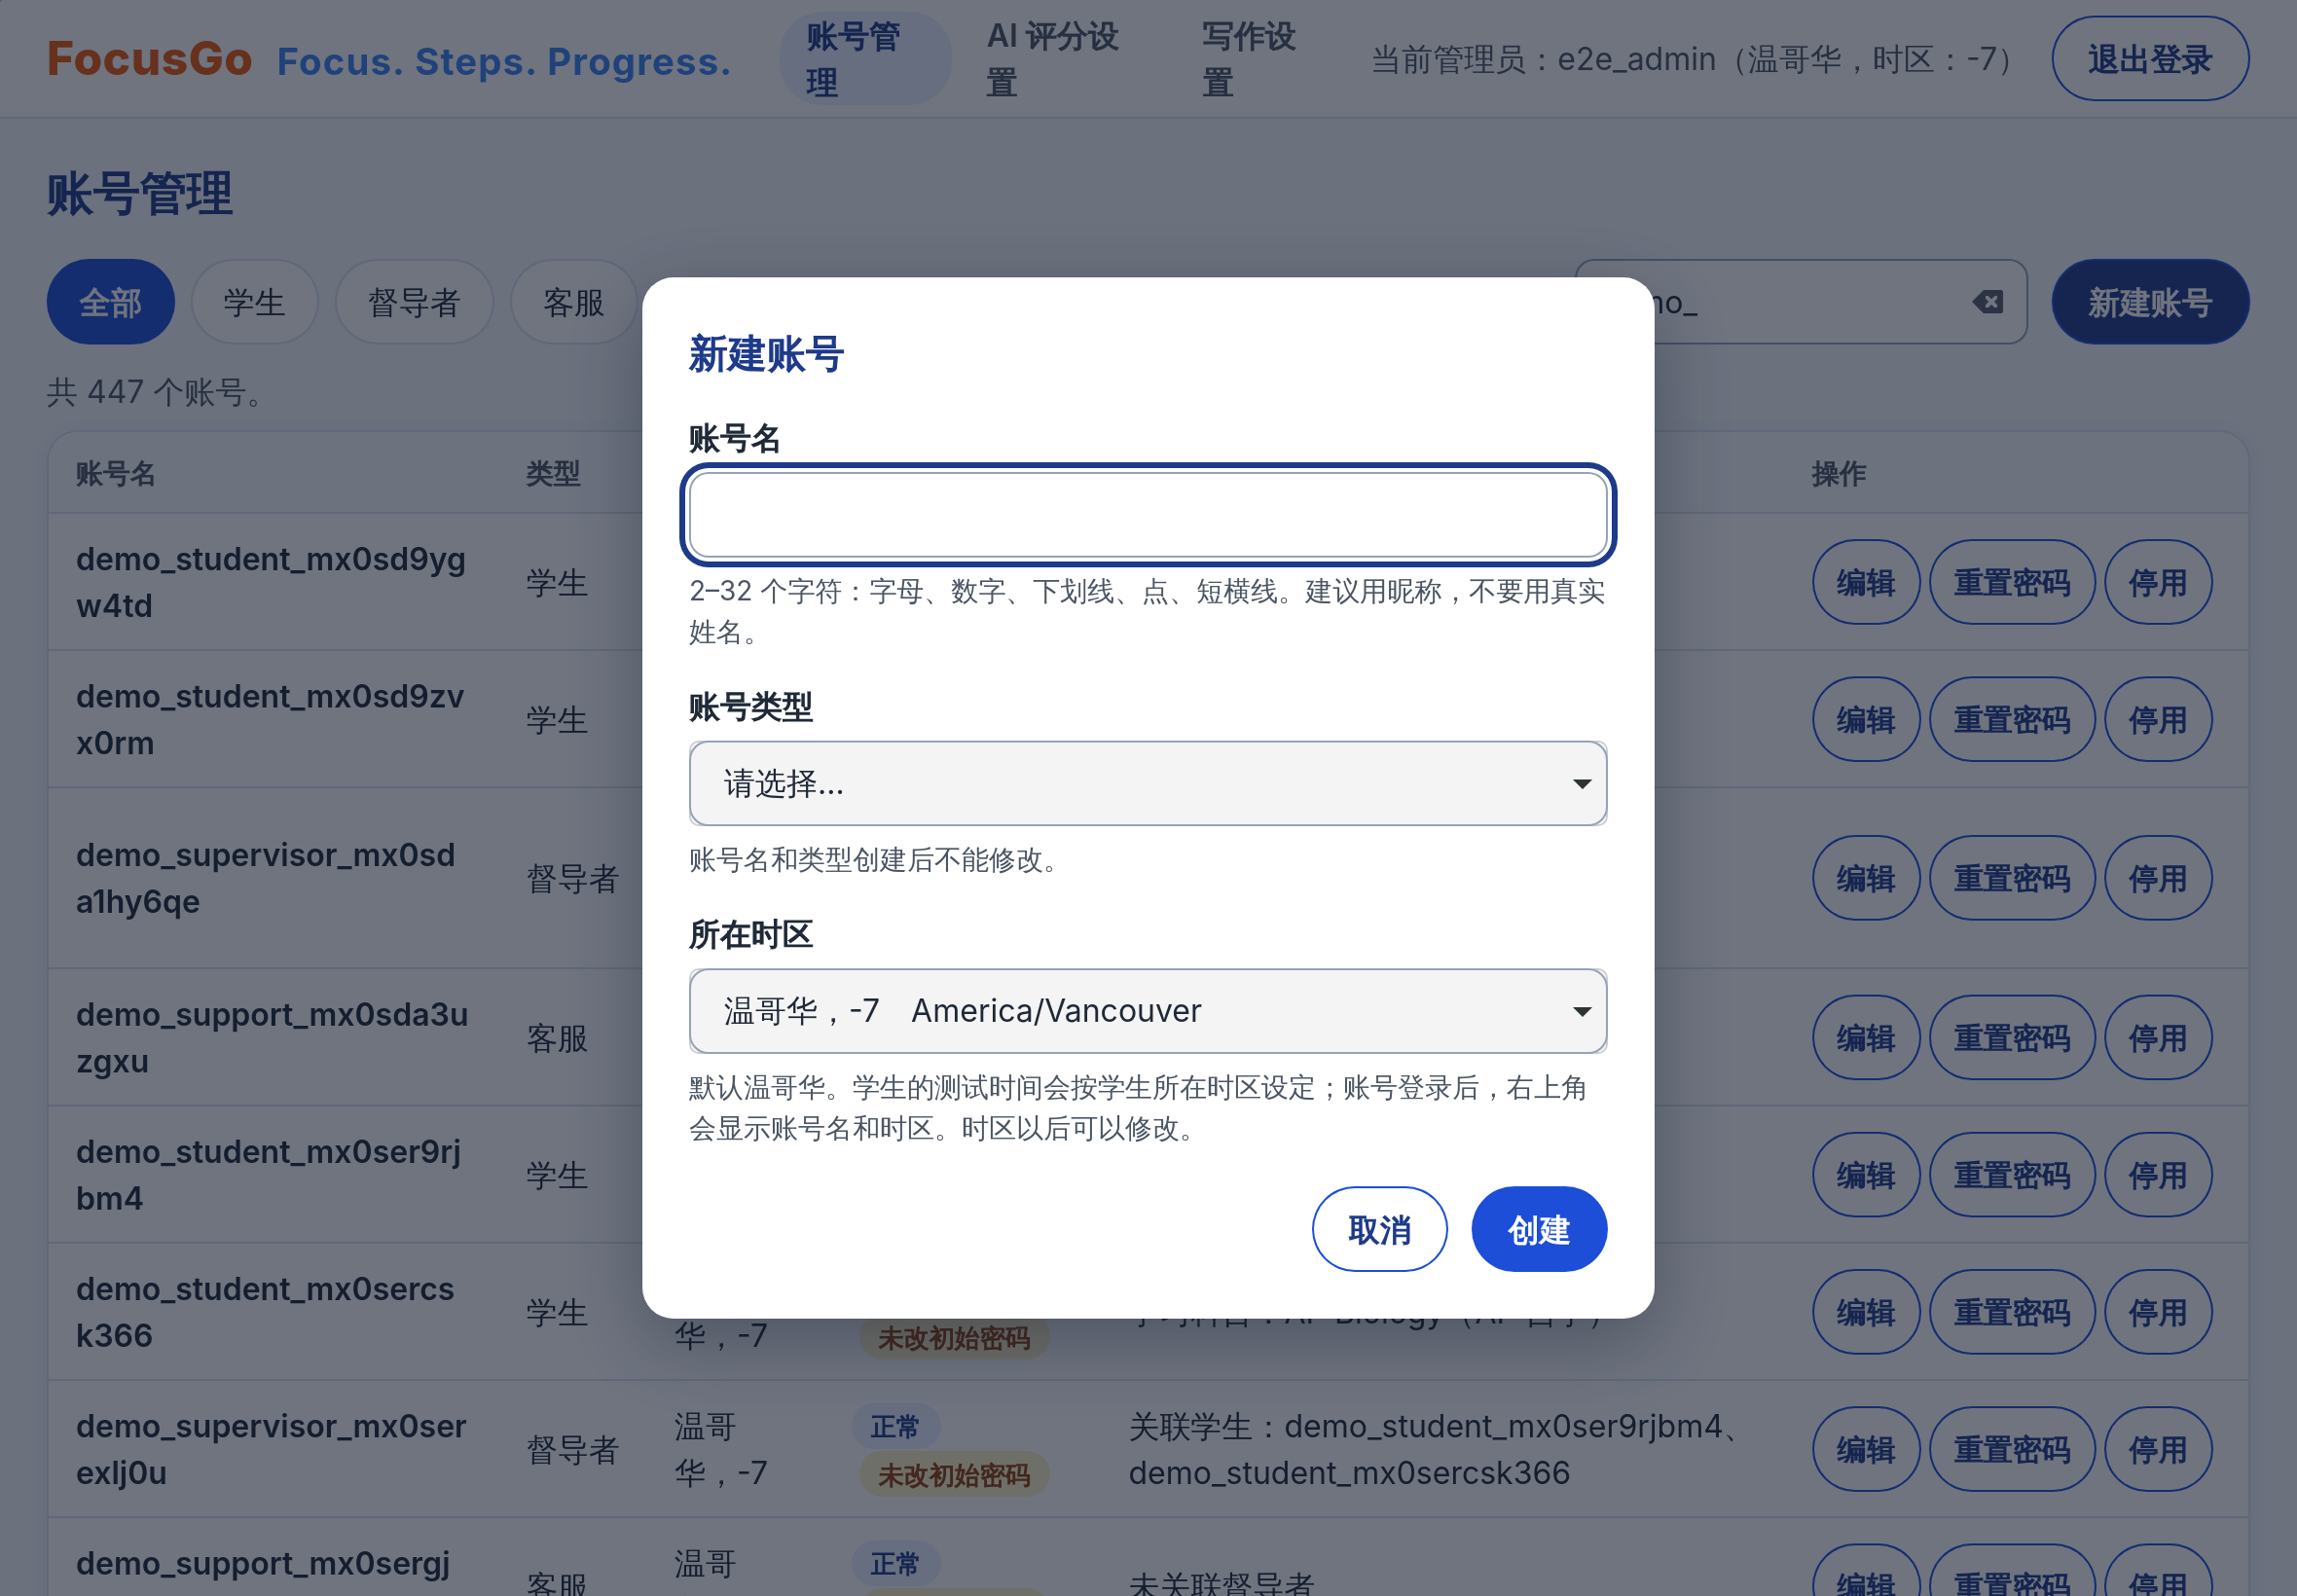 FocusGo Focus. Steps. Progress.
账号管
理
AI 评分设
置
写作设
置
当前管理员：e2e_admin（温哥华，时区：-7）
退出登录
账号管理
全部
学生
督导者
客服
新建账号
共 447 个账号。
账号名
类型
操作
demo_student_mx0sd9yg
w4td
学生
编辑
重置密码
停用
demo_student_mx0sd9zv
x0rm
学生
编辑
重置密码
停用
demo_supervisor_mx0sd
a1hy6qe
督导者
编辑
重置密码
停用
demo_support_mx0sda3u
zgxu
客服
编辑
重置密码
停用
demo_student_mx0ser9rj
bm4
学生
编辑
重置密码
停用
demo_student_mx0sercs
k366
学生
华，-7
未改初始密码
编辑
重置密码
停用
demo_supervisor_mx0ser
exlj0u
督导者
温哥
华，-7
正常
未改初始密码
关联学生：demo_student_mx0ser9rjbm4、
demo_student_mx0sercsk366
编辑
重置密码
停用
demo_support_mx0sergj
客服
温哥
正常
未关联督导者
编辑
重置密码
停用
新建账号
账号名
2–32 个字符：字母、数字、下划线、点、短横线。建议用昵称，不要用真实
姓名。
账号类型
请选择...
账号名和类型创建后不能修改。
所在时区
温哥华，-7 America/Vancouver
默认温哥华。学生的测试时间会按学生所在时区设定；账号登录后，右上角
会显示账号名和时区。时区以后可以修改。
取消
创建